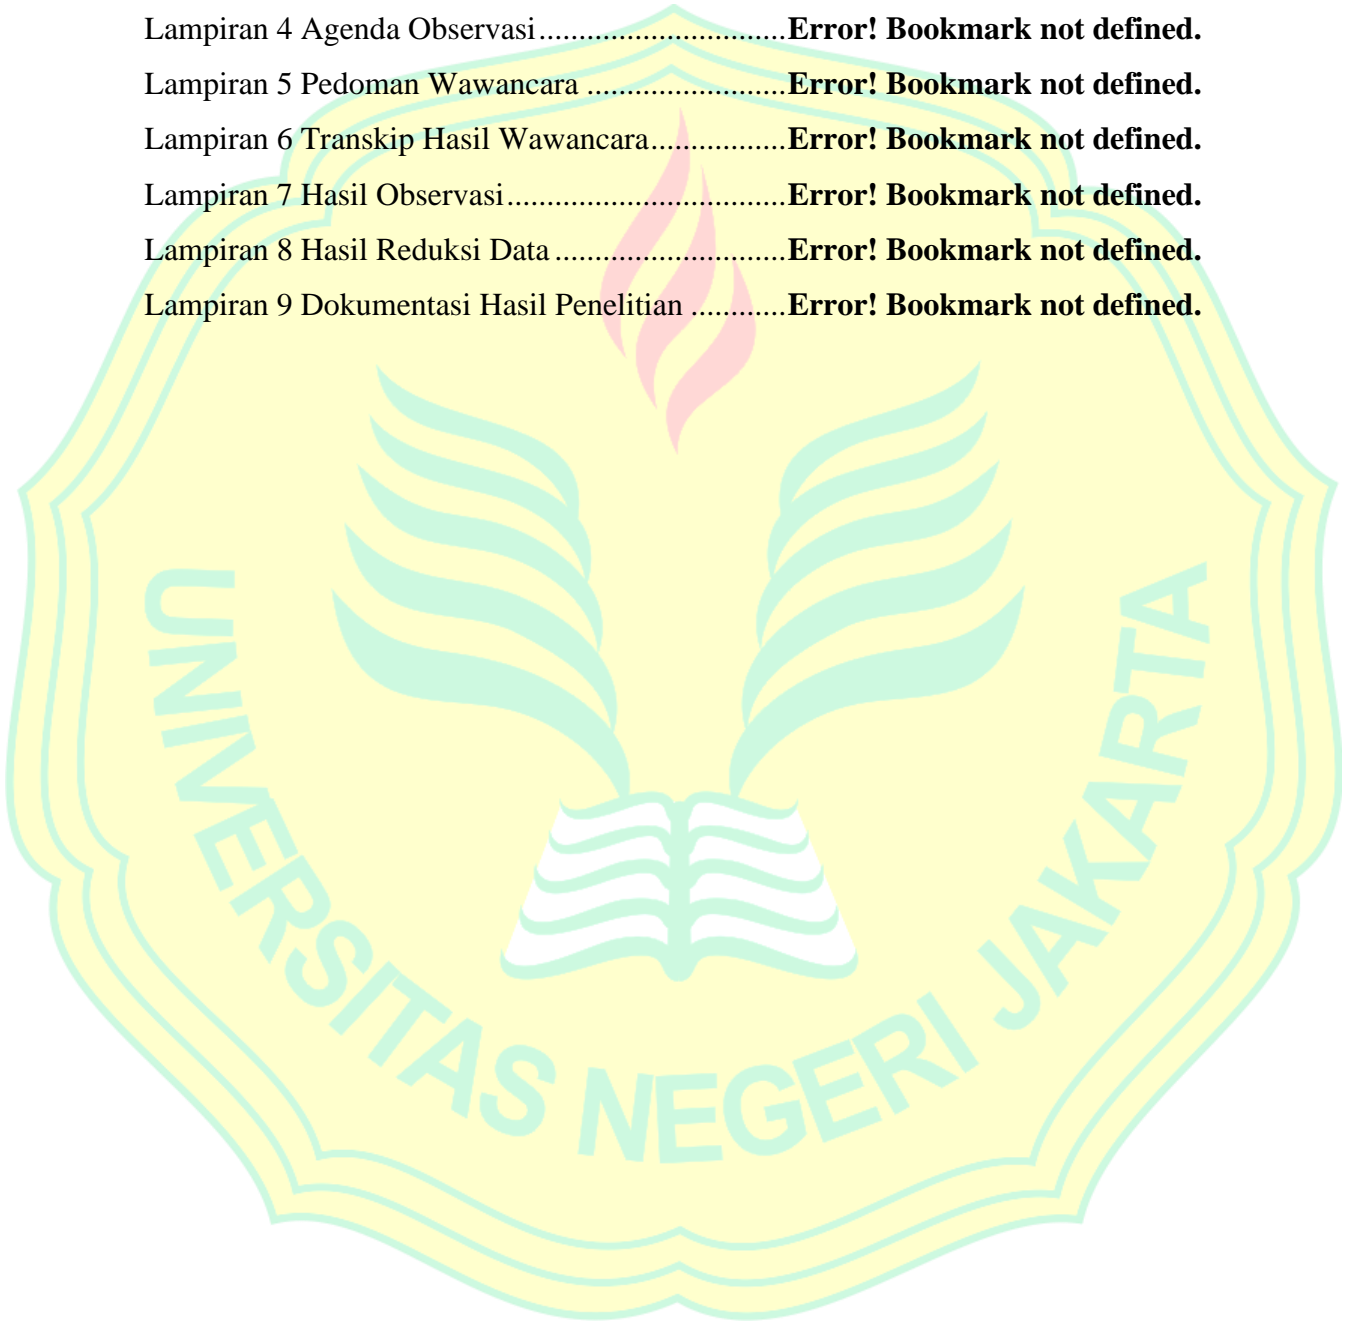 Lampiran 4 Agenda Observasi...............................Error! Bookmark not defined.
Lampiran 5 Pedoman Wawancara .........................Error! Bookmark not defined.
Lampiran 6 Transkip Hasil Wawancara.................Error! Bookmark not defined.
Lampiran 7 Hasil Observasi...................................Error! Bookmark not defined.
Lampiran 8 Hasil Reduksi Data .............................Error! Bookmark not defined.
Lampiran 9 Dokumentasi Hasil Penelitian ............Error! Bookmark not defined.
UNIVERSITAS NEGERI JAKARTA